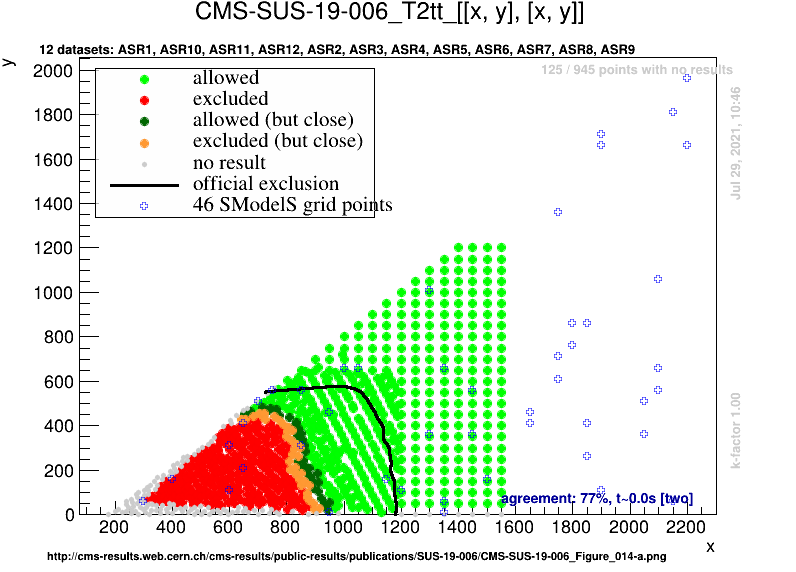 CMS-SUS-19-006_T2tt_[[x, y], [x, y]]
12 datasets: ASR1, ASR10, ASR11, ASR12, ASR2, ASR3, ASR4, ASR5, ASR6, ASR7, ASR8, ASR9
y
125 / 945 points with no results
allowed
excluded
allowed (but close)
excluded (but close)
no result
official exclusion
46 SModelS grid points
Jul 29, 2021, 10:46
k-factor 1.00
2000
1800
1600
1400
1200
1000
800
600
400
200
0
agreement: 77%, t~0.0s [two]
200 400 600 800 1000 1200 1400 1600 1800 2000 2200
x
http://cms-results.web.cern.ch/cms-results/public-results/publications/SUS-19-006/CMS-SUS-19-006_Figure_014-a.png